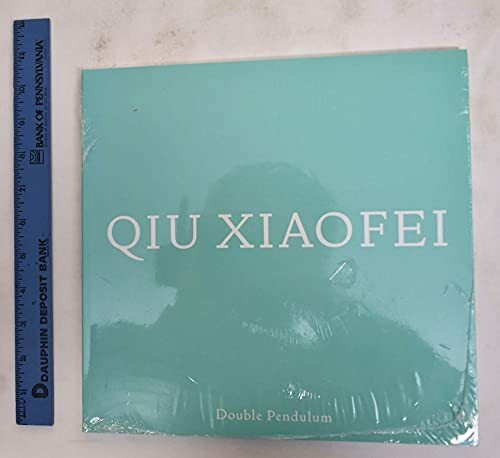 BANK OF PENNSYLVANIA
DAUPHIN DEPOSIT BANK
QIU XIAOFEI
Double Pendulum